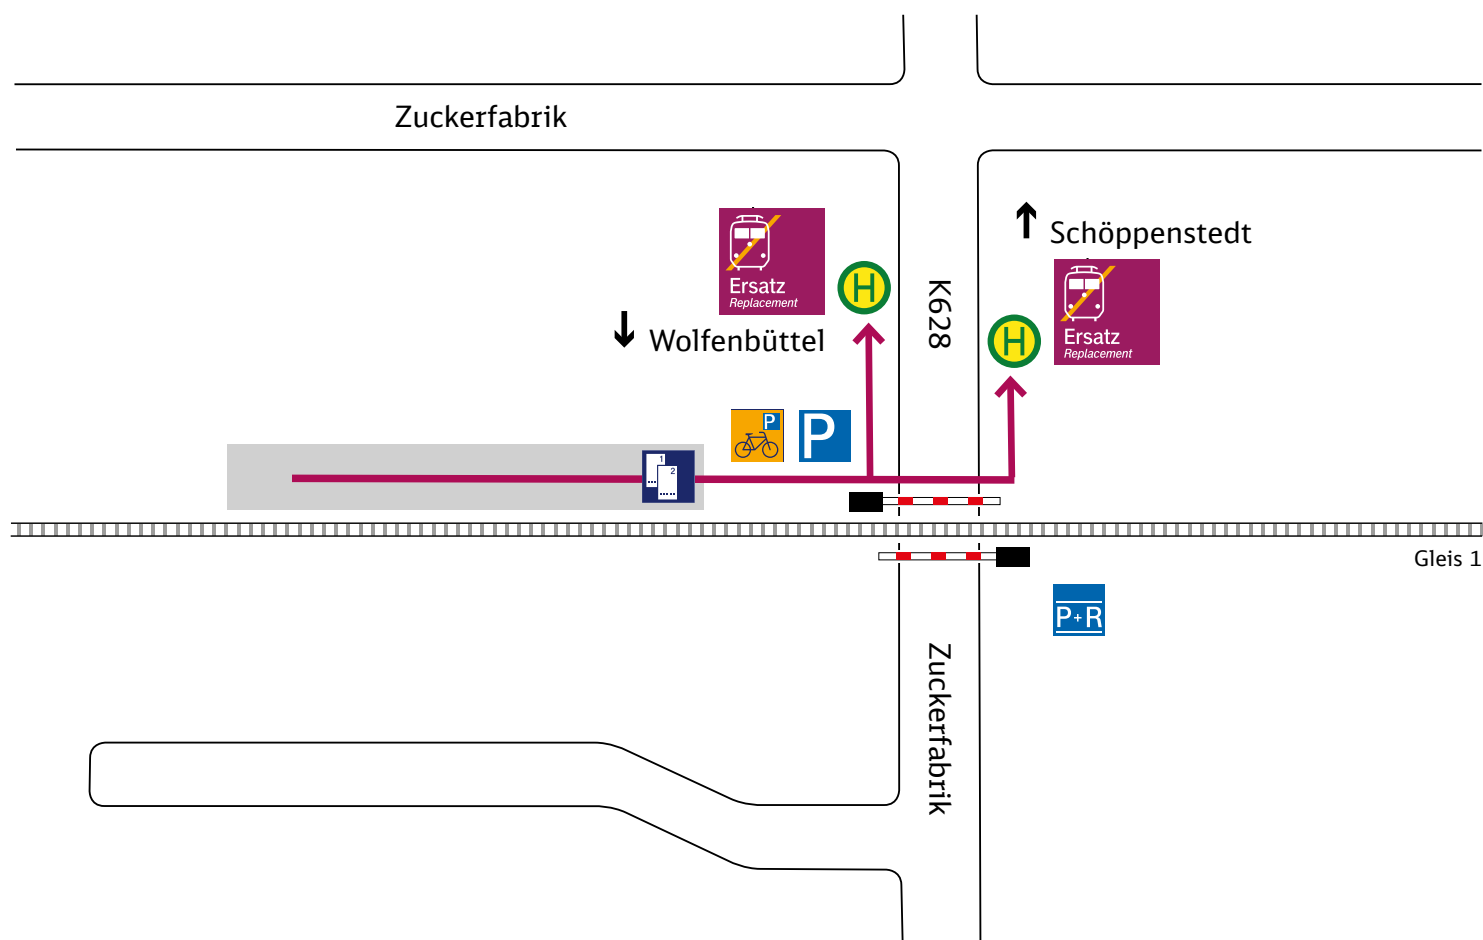 Zuckerfabrik
Ersatz
Replacement
H
↓ Wolfenbüttel
K628
↑ Schöppenstedt
H
Ersatz
Replacement
P
P
1
2
Gleis 1
P+R
Zuckerfabrik